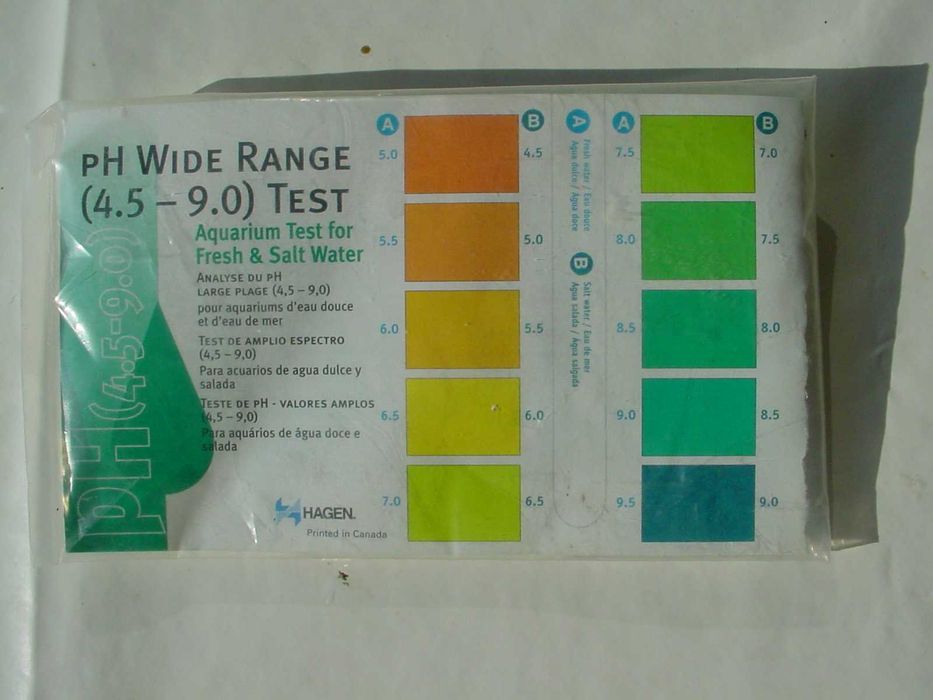 pH Wide Range
(4.5 – 9.0) Test
Aquarium Test for
Fresh & Salt Water
Analyse du pH
large plage (4,5 – 9,0)
pour aquariums d'eau douce
et d'eau de mer
Test de amplio espectro
(4,5 – 9,0)
Para acuarios de agua dulce y
salada
Teste de pH - valores amplos
(4,5 – 9,0)
Para aquários de água doce e
salada
HAGEN.
Printed in Canada
pH (4.5-9.0)
A B
5.0 4.5
5.5 5.0
6.0 5.5
6.5 6.0
7.0 6.5
A Fresh water / Eau douce
Agua dulce / Água doce
B Salt water / Eau de mer
Agua salada / Água salgada
A B
7.5 7.0
8.0 7.5
8.5 8.0
9.0 8.5
9.5 9.0